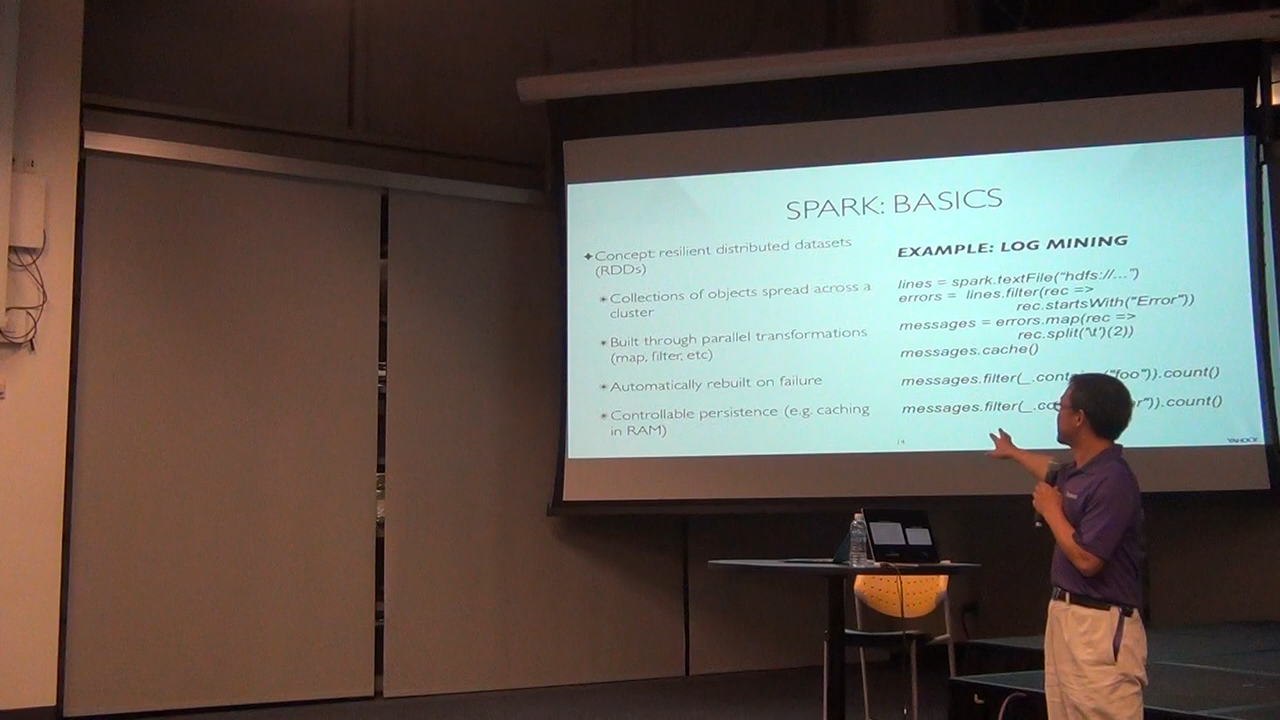 SPARK: BASICS
Concept: resilient distributed datasets
(RDDs)
Collections of objects spread across a
cluster
Built through parallel transformations
(map, filter, etc)
Automatically rebuilt on failure
Controllable persistence (e.g. caching
in RAM)
EXAMPLE: LOG MINING
lines = spark.textFile("hdfs://...")
errors = lines.filter(rec =>
rec.startsWith("Error"))
messages = errors.map(rec =>
rec.split('\t')(2))
messages.cache()
messages.filter(_.cont "foo")).count()
messages.filter(_.co r")).count()
14
YAHOO!